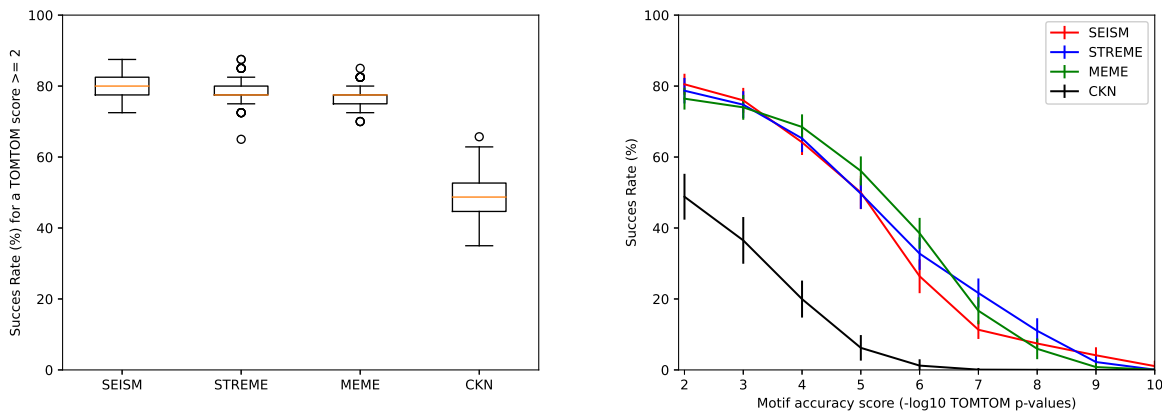 Succes Rate (%) for a TOMTOM score >= 2
100
80
60
40
20
0
SEISM STREME MEME CKN
Succes Rate (%)
100
80
60
40
20
0
SEISM
STREME
MEME
CKN
2 3 4 5 6 7 8 9 10
Motif accuracy score (-log10 TOMTOM p-values)